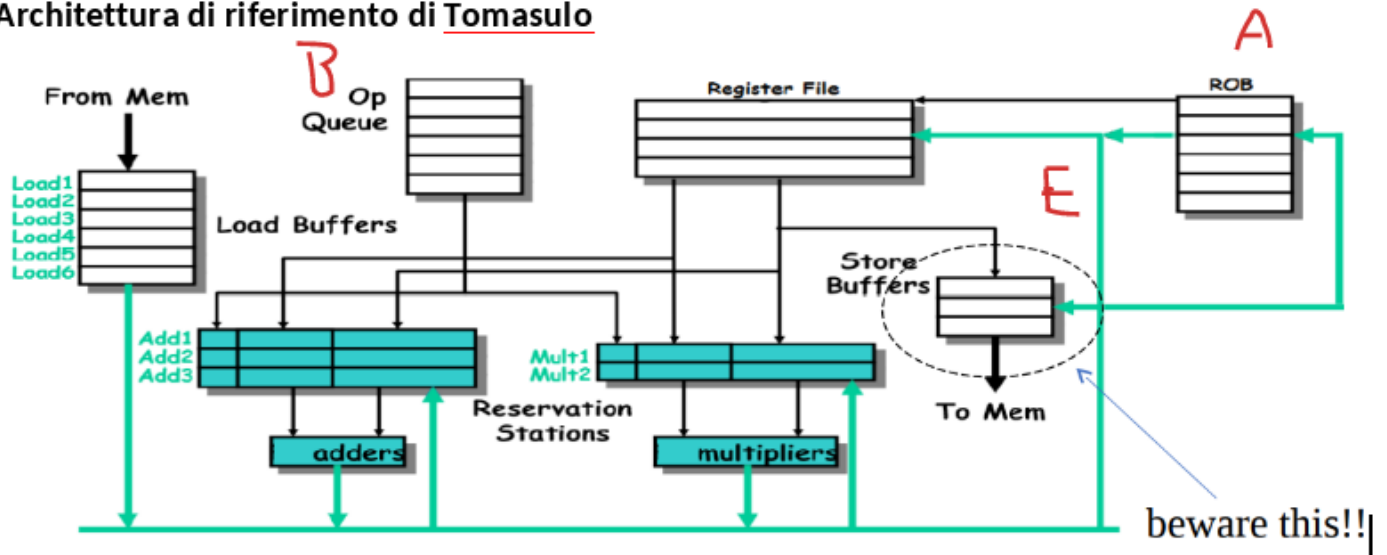 Architettura di riferimento di Tomasulo
A
B
From Mem
Op
Queue
Register File
ROB
Load1
Load2
Load3
Load4
Load5
Load6
Load Buffers
E
Store
Buffers
Add1
Add2
Add3
Mult1
Mult2
Reservation
Stations
To Mem
adders
multipliers
beware this!!